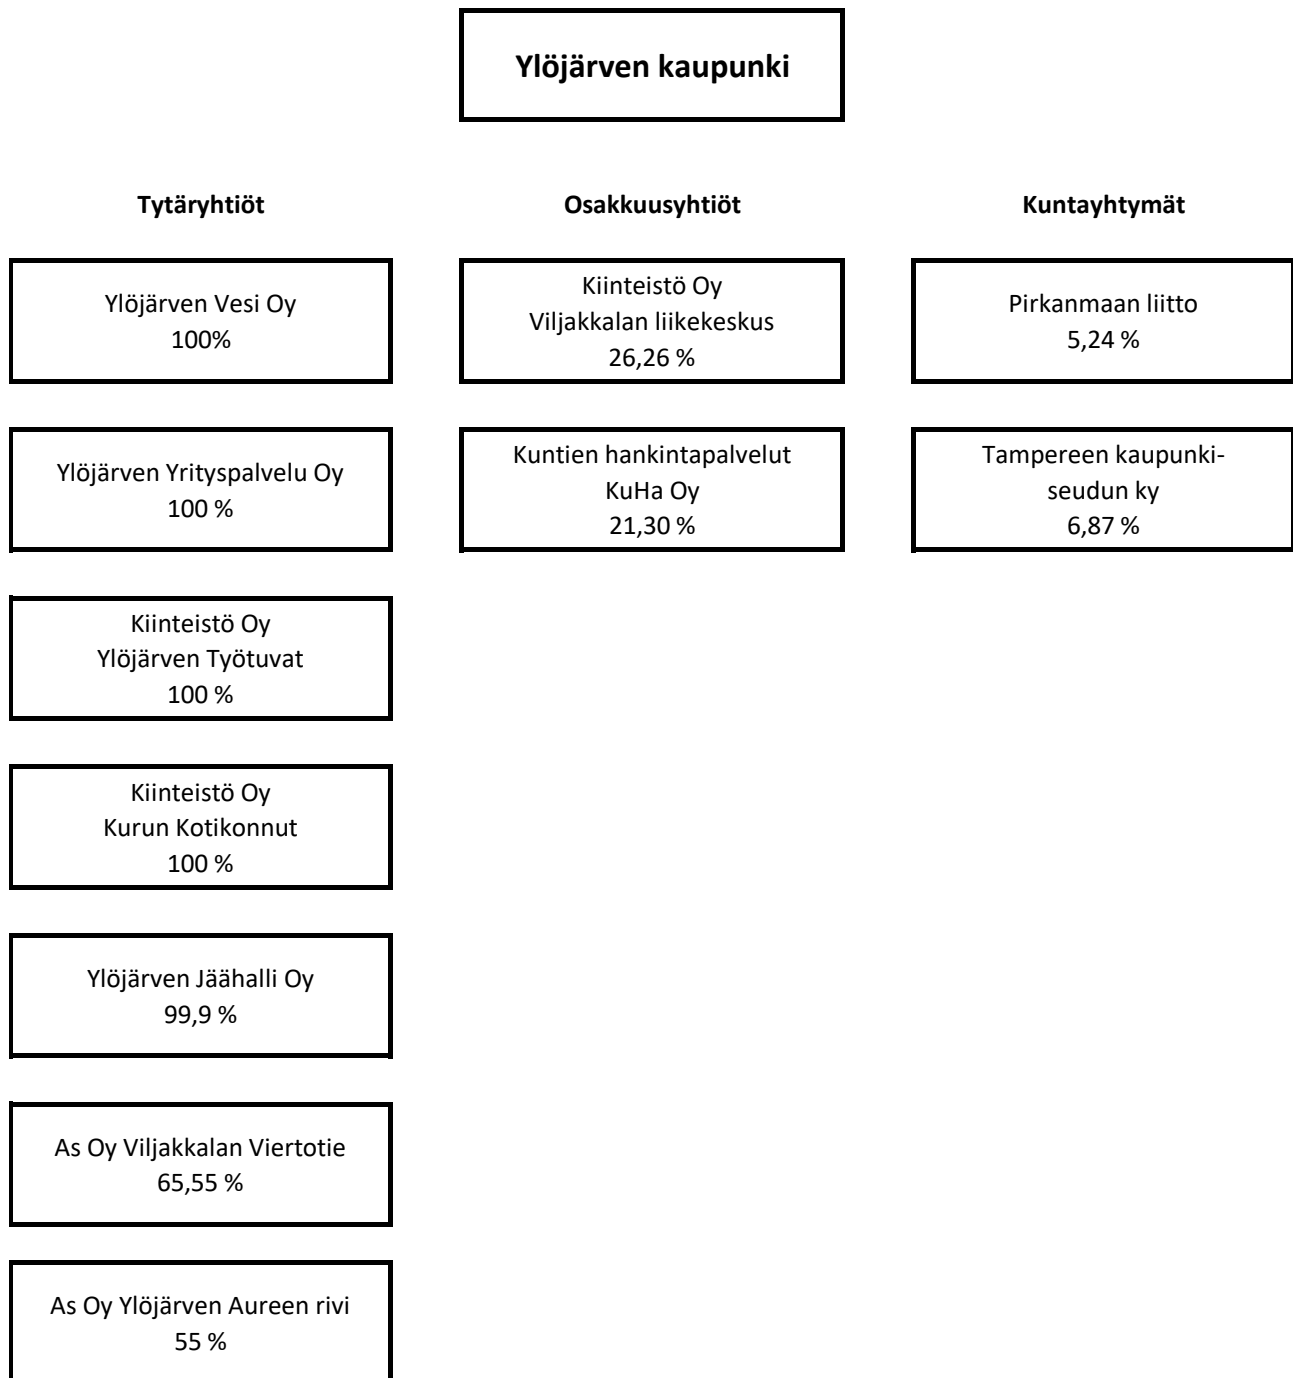 Ylöjärven kaupunki
Tytäryhtiöt
Osakkuusyhtiöt
Kuntayhtymät
Ylöjärven Vesi Oy
100%
Kiinteistö Oy
Viljakkalan liikekeskus
26,26 %
Pirkanmaan liitto
5,24 %
Ylöjärven Yrityspalvelu Oy
100 %
Kuntien hankintapalvelut
KuHa Oy
21,30 %
Tampereen kaupunki-
seudun ky
6,87 %
Kiinteistö Oy
Ylöjärven Työtuvat
100 %
Kiinteistö Oy
Kurun Kotikonnut
100 %
Ylöjärven Jäähalli Oy
99,9 %
As Oy Viljakkalan Viertotie
65,55 %
As Oy Ylöjärven Aureen rivi
55 %